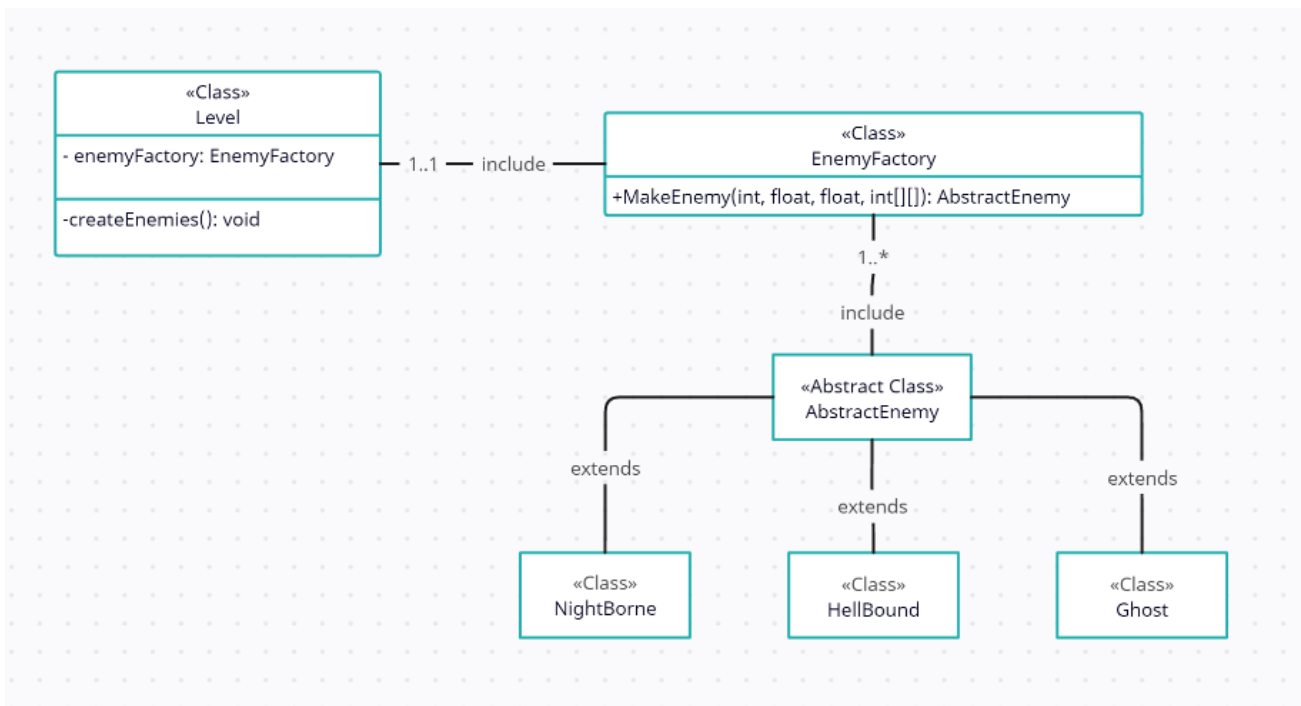 «Class»
Level
- enemyFactory: EnemyFactory
-createEnemies(): void
1..1
include
«Class»
EnemyFactory
+MakeEnemy(int, float, float, int[][]): AbstractEnemy
1..*
include
«Abstract Class»
AbstractEnemy
extends
extends
extends
«Class»
NightBorne
«Class»
HellBound
«Class»
Ghost